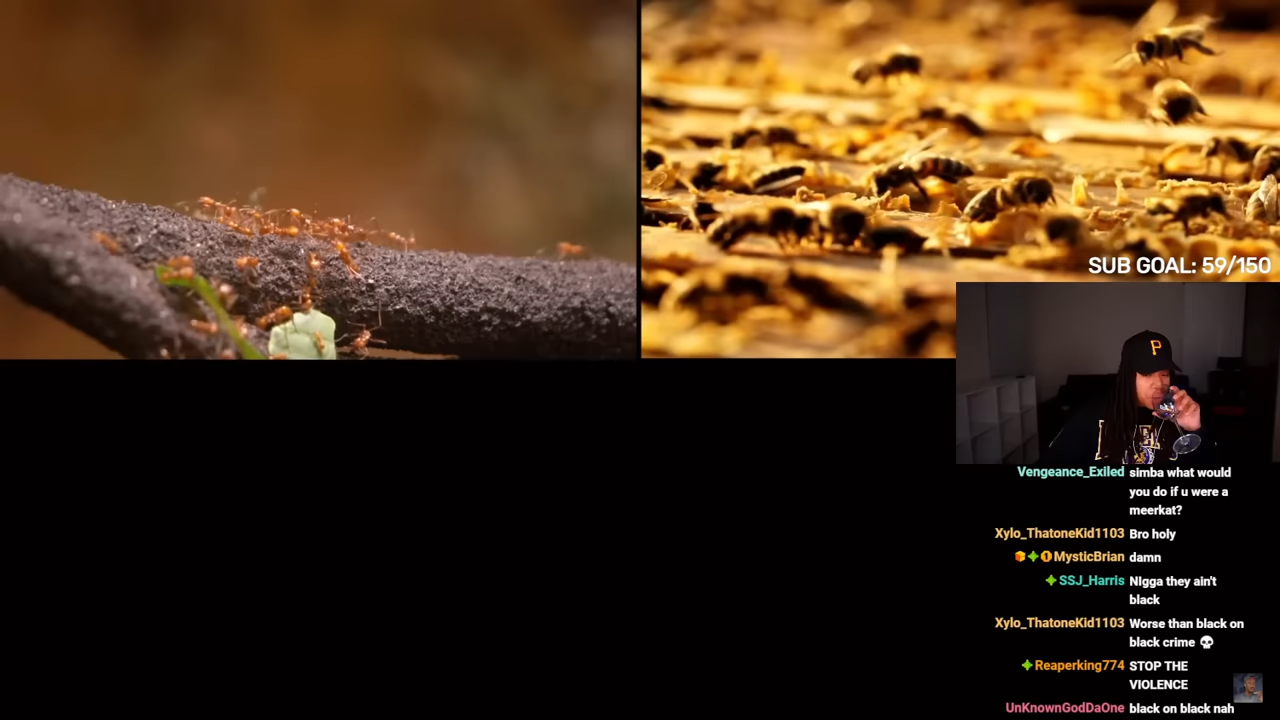 SUB GOAL: 59/150
P
Vengeance_Exiled simba what would
you do if u were a
meerkat?
Xylo_ThatoneKid1103 Bro holy
MysticBrian damn
SSJ_Harris NIgga they ain't
black
Xylo_ThatoneKid1103 Worse than black on
black crime 💀
Reaperking774 STOP THE
VIOLENCE
UnKnownGodDaOne black on black nah